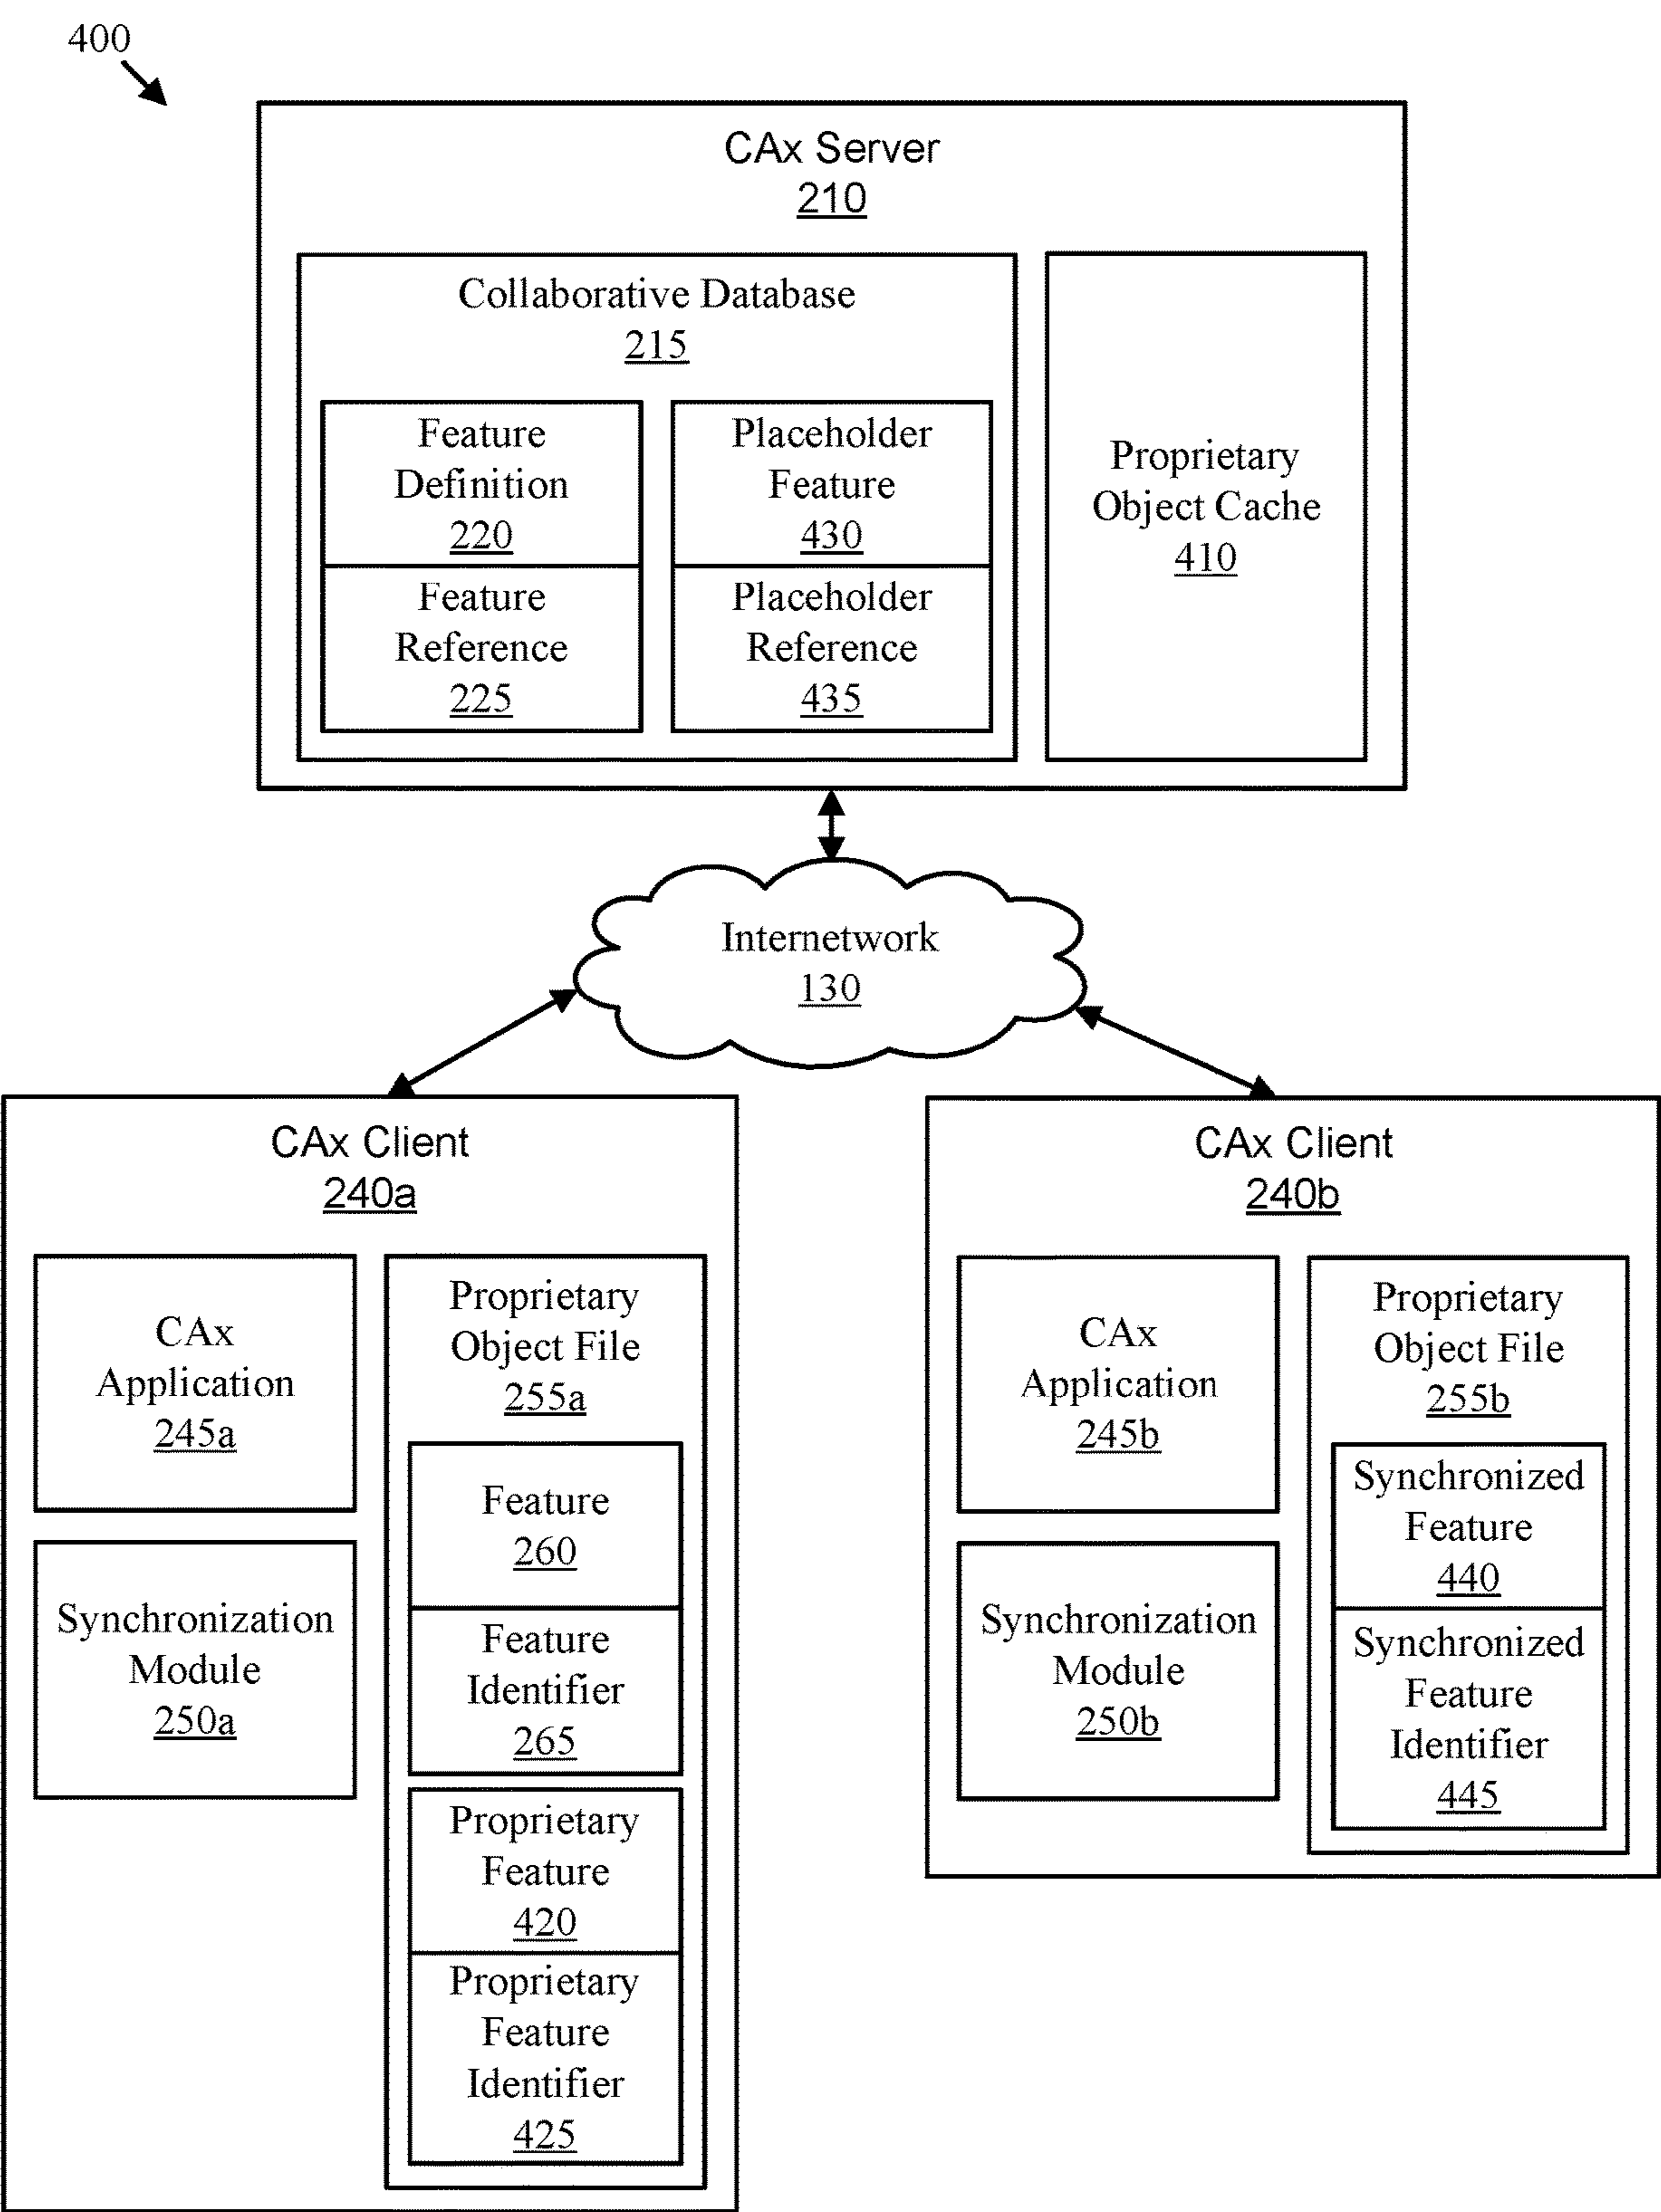 400
CAx Server
210
Collaborative Database
215
Feature
Definition
220
Feature
Reference
225
Placeholder
Feature
430
Placeholder
Reference
435
Proprietary
Object Cache
410
Internetwork
130
CAx Client
240a
CAx
Application
245a
Synchronization
Module
250a
Proprietary
Object File
255a
Feature
260
Feature
Identifier
265
Proprietary
Feature
420
Proprietary
Feature
Identifier
425
CAx Client
240b
CAx
Application
245b
Synchronization
Module
250b
Proprietary
Object File
255b
Synchronized
Feature
440
Synchronized
Feature
Identifier
445